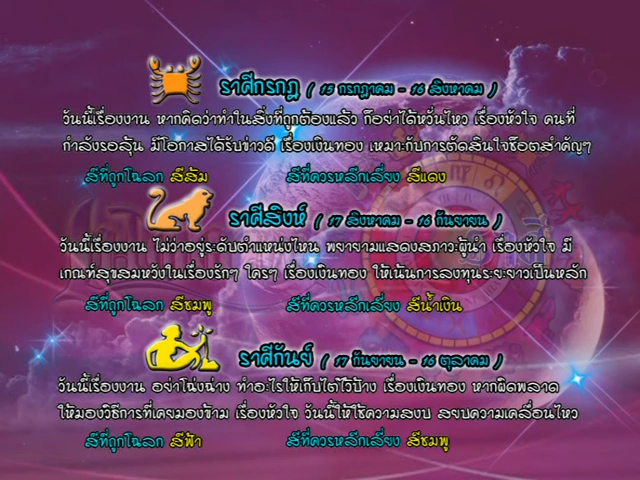 ราศีกรกฎ ( 15 กรกฎาคม - 16 สิงหาคม )
วันนี้เรื่องงาน หากคิดว่าทำในสิ่งที่ถูกต้องแล้ว ก็อย่าได้หวั่นไหว เรื่องหัวใจ คนที่
กำลังรอลุ้น มีโอกาสได้รับข่าวดี เรื่องเงินทอง เหมาะกับการตัดสินใจช็อตสำคัญๆ
สีที่ถูกโฉลก สีส้ม สีที่ควรหลีกเลี่ยง สีแดง
ราศีสิงห์ ( 17 สิงหาคม - 16 กันยายน )
วันนี้เรื่องงาน ไม่ว่าอยู่ระดับตำแหน่งไหน พยายามแสดงสภาวะผู้นำ เรื่องหัวใจ มี
เกณฑ์สุขสมหวังในเรื่องรักๆ ใคร่ๆ เรื่องเงินทอง ให้เน้นการลงทุนระยะยาวเป็นหลัก
สีที่ถูกโฉลก สีชมพู สีที่ควรหลีกเลี่ยง สีน้ำเงิน
ราศีกันย์ ( 17 กันยายน - 16 ตุลาคม )
วันนี้เรื่องงาน อย่าโฉ่งฉ่าง ทำอะไรให้เก็บไต๋ไว้บ้าง เรื่องเงินทอง หากผิดพลาด
ให้มองวิธีการที่เคยมองข้าม เรื่องหัวใจ วันนี้ให้ใช้ความสงบ สยบความเคลื่อนไหว
สีที่ถูกโฉลก สีฟ้า สีที่ควรหลีกเลี่ยง สีชมพู